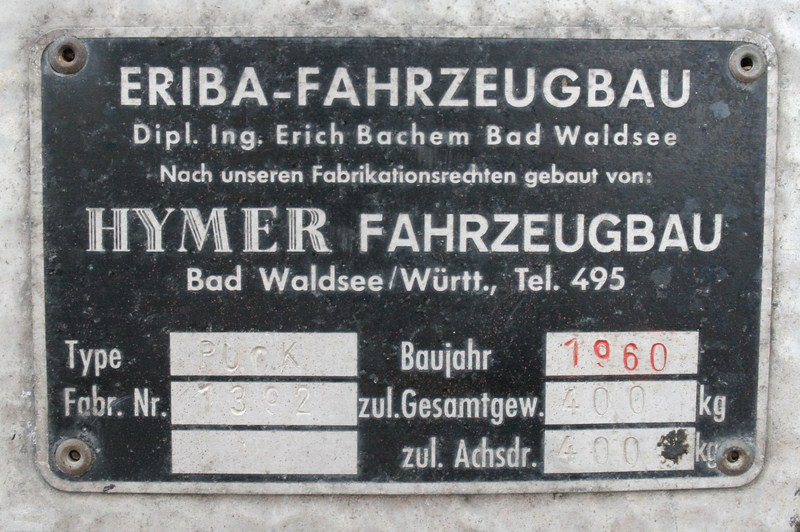 ERIBA-FAHRZEUGBAU
Dipl. Ing. Erich Bachem Bad Waldsee
Nach unseren Fabrikationsrechten gebaut von:
HYMER FAHRZEUGBAU
Bad Waldsee/Württ., Tel. 495
Type PucK Baujahr 1960
Fabr. Nr. 1392 zul.Gesamtgew. 400 kg
zul. Achsdr. 400 kg